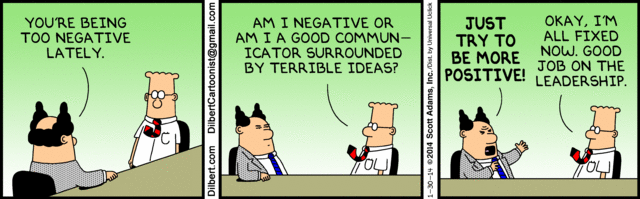 YOU'RE BEING
TOO NEGATIVE
LATELY.
Dilbert.com DilbertCartoonist@gmail.com
AM I NEGATIVE OR
AM I A GOOD COMMUN-
ICATOR SURROUNDED
BY TERRIBLE IDEAS?
1-30-14 ©2014 Scott Adams, Inc. /Dist. by Universal Uclick
JUST
TRY TO
BE MORE
POSITIVE!
OKAY, I'M
ALL FIXED
NOW. GOOD
JOB ON THE
LEADERSHIP.